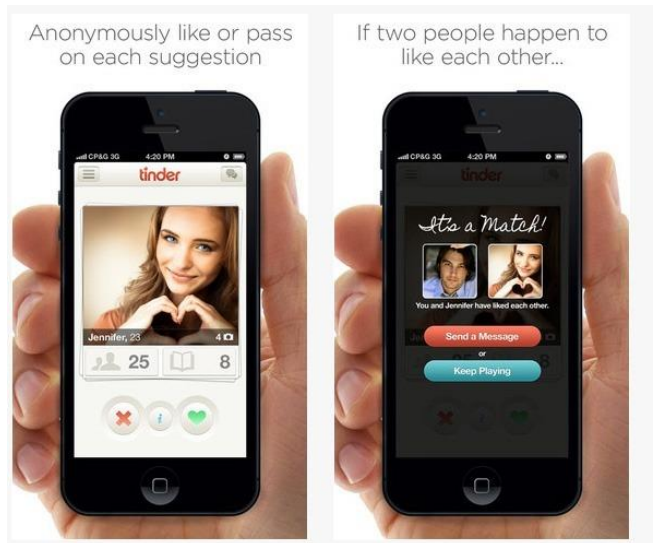 Anonymously like or pass
on each suggestion
CP&G 3G 4:20 PM
tinder
Jennifer, 23 4
25 8
i
If two people happen to
like each other...
CP&G 3G 4:20 PM
tinder
It's a Match!
You and Jennifer have liked each other.
Send a Message
or
Keep Playing